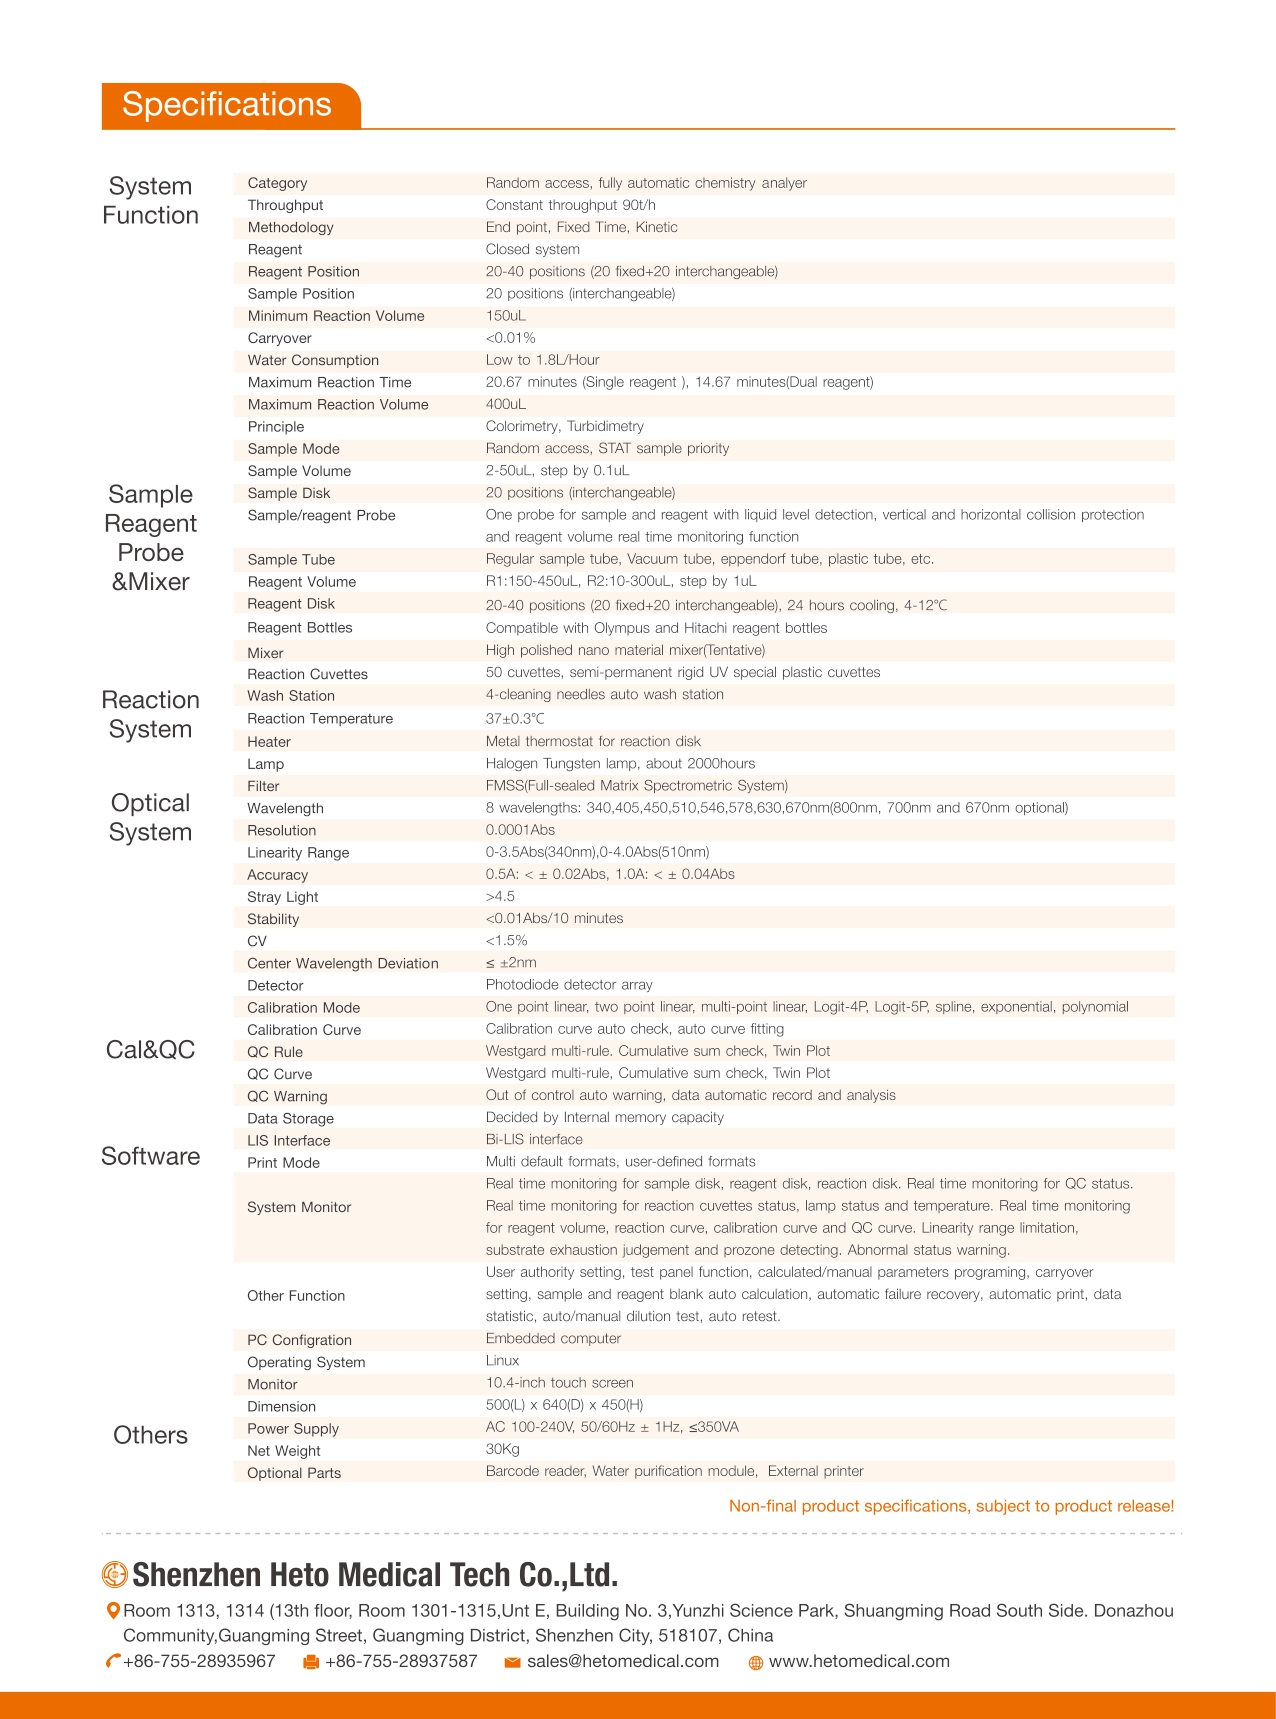 Specifications
System
Function
Category Random access, fully automatic chemistry analyer
Throughput Constant throughput 90t/h
Methodology End point, Fixed Time, Kinetic
Reagent Closed system
Reagent Position 20-40 positions (20 fixed+20 interchangeable)
Sample Position 20 positions (interchangeable)
Minimum Reaction Volume 150uL
Carryover <0.01%
Water Consumption Low to 1.8L/Hour
Maximum Reaction Time 20.67 minutes (Single reagent ), 14.67 minutes(Dual reagent)
Maximum Reaction Volume 400uL
Principle Colorimetry, Turbidimetry
Sample Mode Random access, STAT sample priority
Sample Volume 2-50uL, step by 0.1uL
Sample
Reagent
Probe
&Mixer
Sample Disk 20 positions (interchangeable)
Sample/reagent Probe One probe for sample and reagent with liquid level detection, vertical and horizontal collision protection
and reagent volume real time monitoring function
Sample Tube Regular sample tube, Vacuum tube, eppendorf tube, plastic tube, etc.
Reagent Volume R1:150-450uL, R2:10-300uL, step by 1uL
Reagent Disk 20-40 positions (20 fixed+20 interchangeable), 24 hours cooling, 4-12℃
Reagent Bottles Compatible with Olympus and Hitachi reagent bottles
Mixer High polished nano material mixer(Tentative)
Reaction Cuvettes 50 cuvettes, semi-permanent rigid UV special plastic cuvettes
Reaction
System
Wash Station 4-cleaning needles auto wash station
Reaction Temperature 37±0.3℃
Heater Metal thermostat for reaction disk
Lamp Halogen Tungsten lamp, about 2000hours
Optical
System
Filter FMSS(Full-sealed Matrix Spectrometric System)
Wavelength 8 wavelengths: 340,405,450,510,546,578,630,670nm(800nm, 700nm and 670nm optional)
Resolution 0.0001Abs
Linearity Range 0-3.5Abs(340nm),0-4.0Abs(510nm)
Accuracy 0.5A: < ± 0.02Abs, 1.0A: < ± 0.04Abs
Stray Light >4.5
Stability <0.01Abs/10 minutes
CV <1.5%
Center Wavelength Deviation ≤ ±2nm
Detector Photodiode detector array
Calibration Mode One point linear, two point linear, multi-point linear, Logit-4P, Logit-5P, spline, exponential, polynomial
Calibration Curve Calibration curve auto check, auto curve fitting
Cal&QC
QC Rule Westgard multi-rule. Cumulative sum check, Twin Plot
QC Curve Westgard multi-rule, Cumulative sum check, Twin Plot
QC Warning Out of control auto warning, data automatic record and analysis
Data Storage Decided by Internal memory capacity
LIS Interface Bi-LIS interface
Software
Print Mode Multi default formats, user-defined formats
System Monitor Real time monitoring for sample disk, reagent disk, reaction disk. Real time monitoring for QC status.
Real time monitoring for reaction cuvettes status, lamp status and temperature. Real time monitoring
for reagent volume, reaction curve, calibration curve and QC curve. Linearity range limitation,
substrate exhaustion judgement and prozone detecting. Abnormal status warning.
Other Function User authority setting, test panel function, calculated/manual parameters programing, carryover
setting, sample and reagent blank auto calculation, automatic failure recovery, automatic print, data
statistic, auto/manual dilution test, auto retest.
PC Configration Embedded computer
Operating System Linux
Monitor 10.4-inch touch screen
Dimension 500(L) x 640(D) x 450(H)
Others
Power Supply AC 100-240V, 50/60Hz ± 1Hz, ≤350VA
Net Weight 30Kg
Optional Parts Barcode reader, Water purification module, External printer
Non-final product specifications, subject to product release!
Shenzhen Heto Medical Tech Co.,Ltd.
Room 1313, 1314 (13th floor, Room 1301-1315,Unt E, Building No. 3,Yunzhi Science Park, Shuangming Road South Side. Donazhou
Community,Guangming Street, Guangming District, Shenzhen City, 518107, China
+86-755-28935967 +86-755-28937587 sales@hetomedical.com www.hetomedical.com